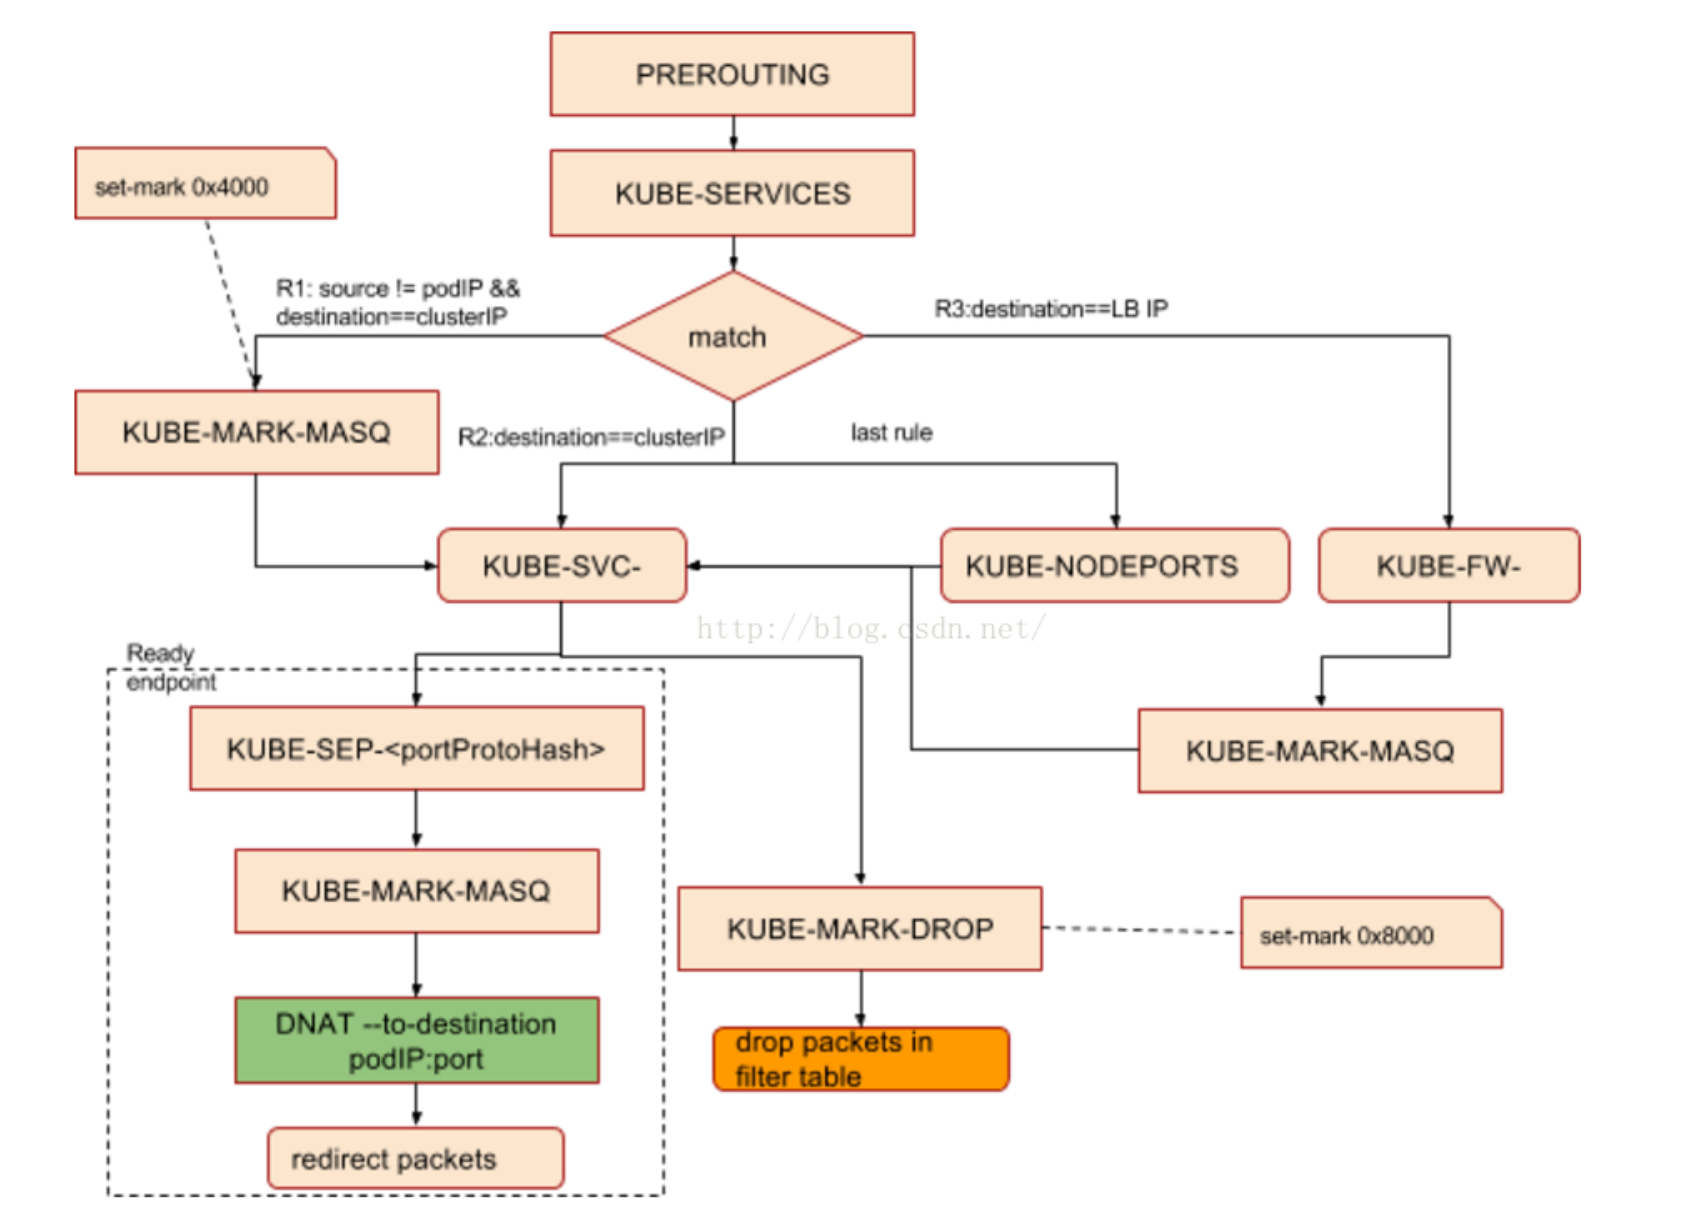 PREROUTING
KUBE-SERVICES
set-mark 0x4000
R1: source != podIP &&
destination==clusterIP
match
R3:destination==LB IP
KUBE-MARK-MASQ
R2:destination==clusterIP
last rule
KUBE-SVC-
KUBE-NODEPORTS
KUBE-FW-
http://blog.csdn.net/
Ready
endpoint
KUBE-SEP-<portProtoHash>
KUBE-MARK-MASQ
KUBE-MARK-MASQ
KUBE-MARK-DROP
set-mark 0x8000
DNAT --to-destination
podIP:port
drop packets in
filter table
redirect packets